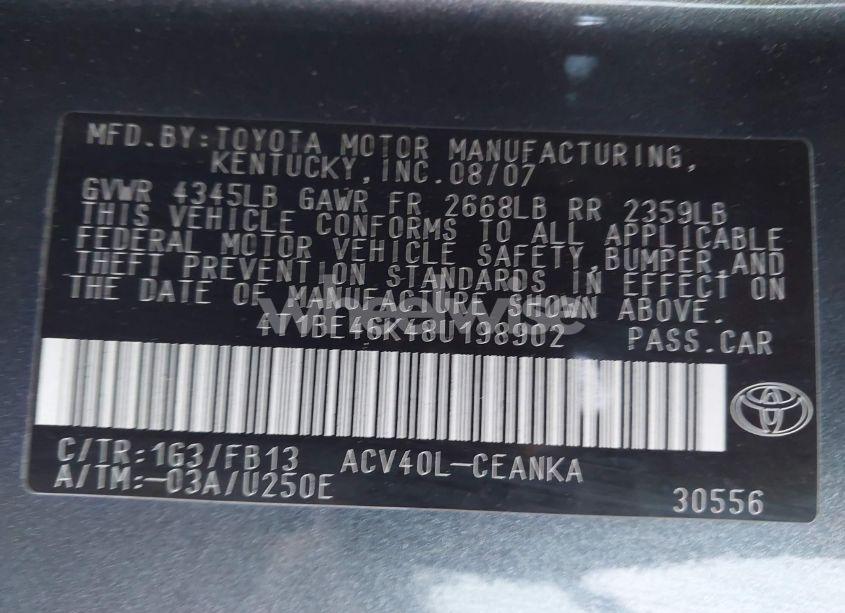 MFD.BY:TOYOTA MOTOR MANUFACTURING,
KENTUCKY,INC.08/07
GVWR 4345LB GAWR FR 2668LB RR 2359LB
THIS VEHICLE CONFORMS TO ALL APPLICABLE
FEDERAL MOTOR VEHICLE SAFETY,BUMPER,AND
THEFT PREVENTION STANDARDS IN EFFECT ON
THE DATE OF MANUFACTURE SHOWN ABOVE.
wheelwise
4T1BE46K48U198902 PASS.CAR
C/TR:1G3/FB13 ACV40L-CEANKA
A/TM:-03A/U250E 30556